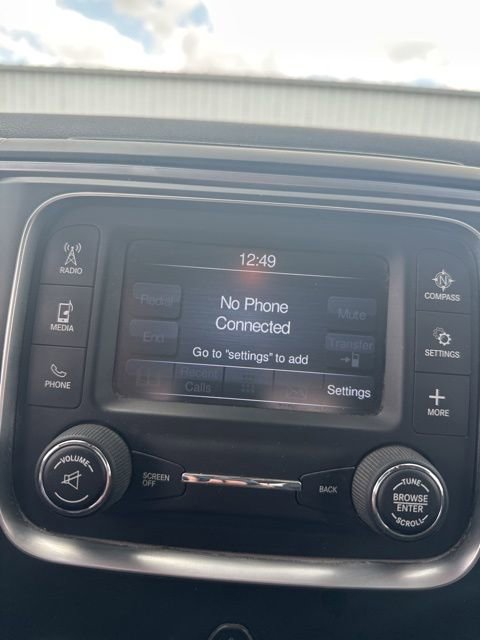 12:49
RADIO
MEDIA
PHONE
Redial
End
No Phone
Connected
Mute
Transfer
Go to "settings" to add
Recent
Calls
Settings
COMPASS
SETTINGS
MORE
VOLUME
SCREEN
OFF
BACK
TUNE
BROWSE
ENTER
SCROLL